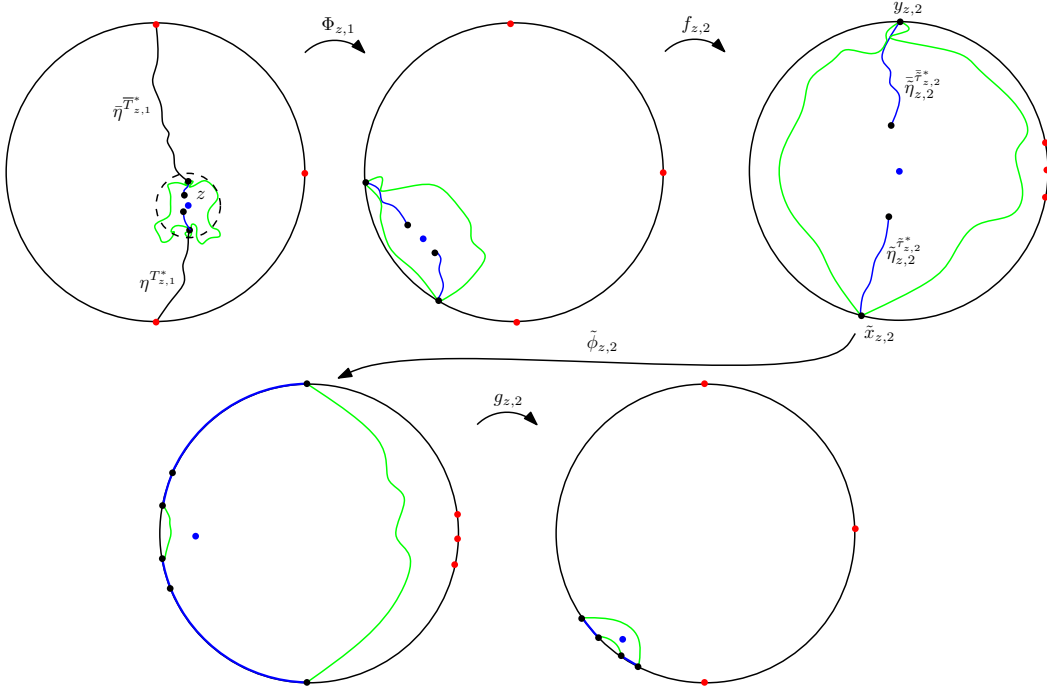 Φ_{z,1}
f_{z,2}
y_{z,2}
\bar{η}^{\overline{T}^*_{z,1}}
z
η^{T^*_{z,1}}
\bar{\tilde{η}}_{z,2}^{\bar{\tilde{τ}}^*_{z,2}}
\tilde{η}_{z,2}^{\tilde{τ}^*_{z,2}}
\tilde{x}_{z,2}
\tilde{ϕ}_{z,2}
g_{z,2}